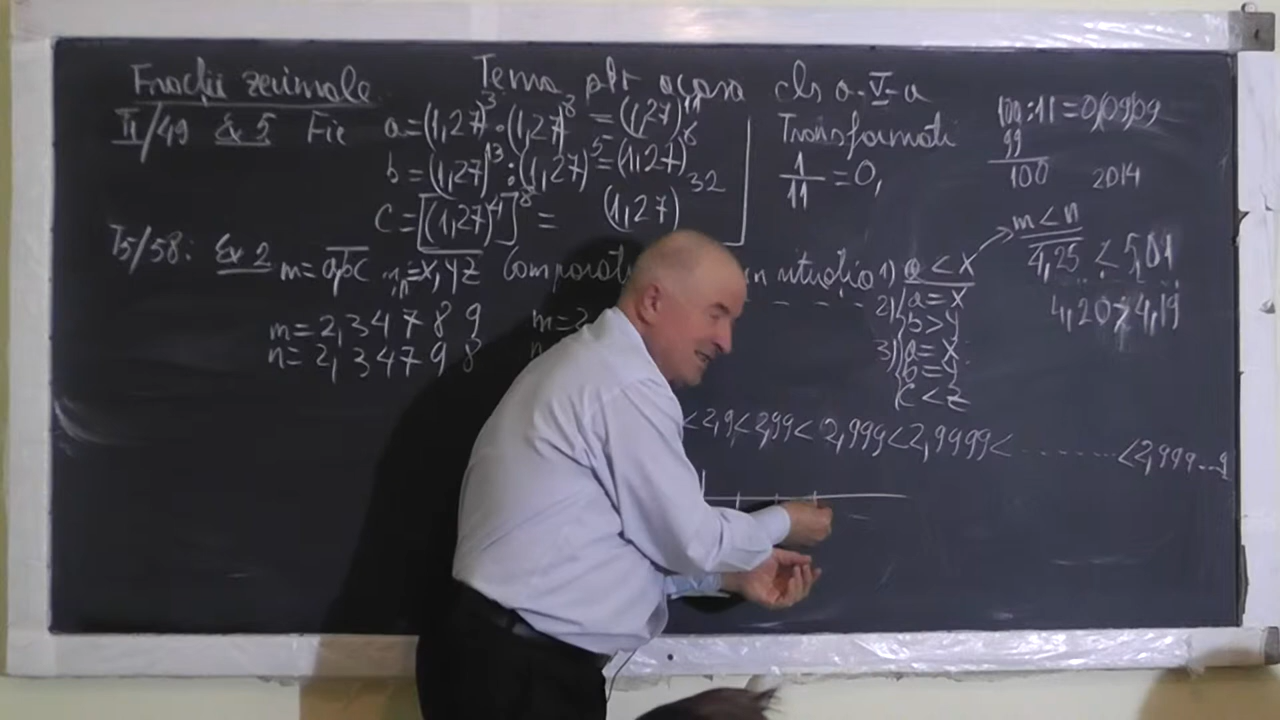 Fracții zecimale Tema ptr acasa cls a-V-a
T1/49 Ex 5 Fie a=(1,27)³·(1,27)⁸=(1,27)¹¹
b=(1,27)¹³:(1,27)⁵=(1,27)⁸
c=[(1,27)⁴]⁸= (1,27)³²
Transformati
1/11=0,
100:11=0,0909
99
100 2014
T5/58: Ex 2 m=a,bc n=x,yz Comparati in situatia 1) a<x
2) a=x
b>y
3) a=x
b=y
c<z
m<n
4,25<5,01
4,20>4,19
m=2,34789
n=2,34798
m=
n
<2,9<2,99<2,999<2,9999<........<2,999...9